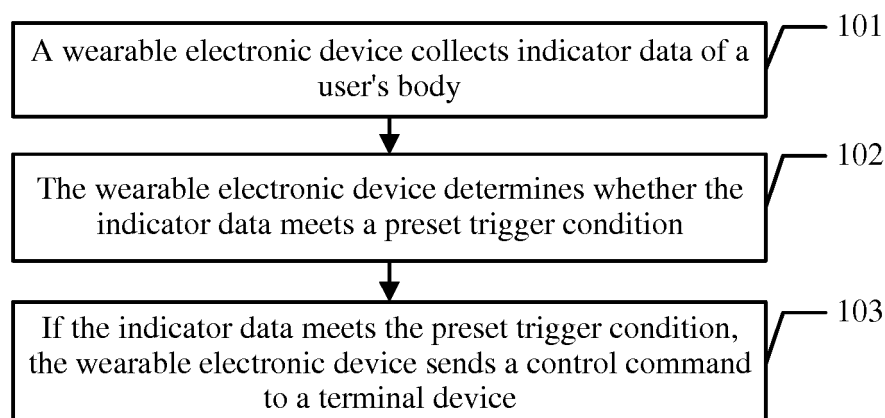 101
A wearable electronic device collects indicator data of a
user's body
102
The wearable electronic device determines whether the
indicator data meets a preset trigger condition
103
If the indicator data meets the preset trigger condition,
the wearable electronic device sends a control command
to a terminal device